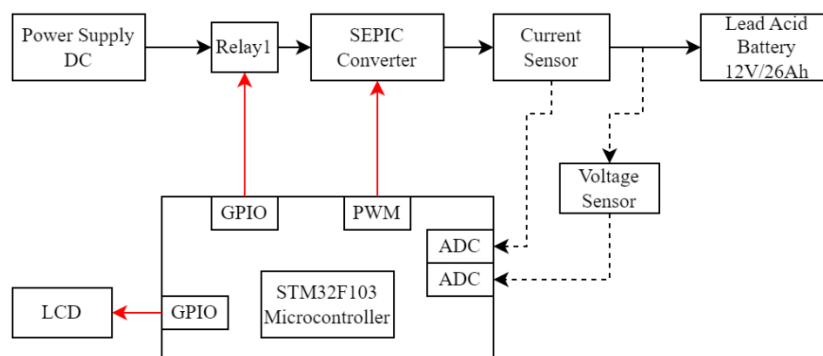 Power Supply
DC
Relay1
SEPIC
Converter
Current
Sensor
Lead Acid
Battery
12V/26Ah
Voltage
Sensor
GPIO
PWM
ADC
ADC
STM32F103
Microcontroller
GPIO
LCD